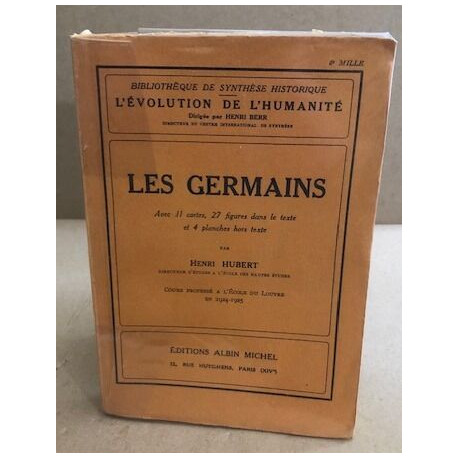 6e MILLE
BIBLIOTHÈQUE DE SYNTHÈSE HISTORIQUE
L'ÉVOLUTION DE L'HUMANITÉ
Dirigée par HENRI BERR
DIRECTEUR DU CENTRE INTERNATIONAL DE SYNTHÈSE
LES GERMAINS
Avec 11 cartes, 27 figures dans le texte
et 4 planches hors texte
PAR
HENRI HUBERT
DIRECTEUR D'ÉTUDES A L'ÉCOLE DES HAUTES ÉTUDES
COURS PROFESSÉ A L'ÉCOLE DU LOUVRE
EN 1924-1925
ÉDITIONS ALBIN MICHEL
22, RUE HUYGHENS, PARIS (XIVe)